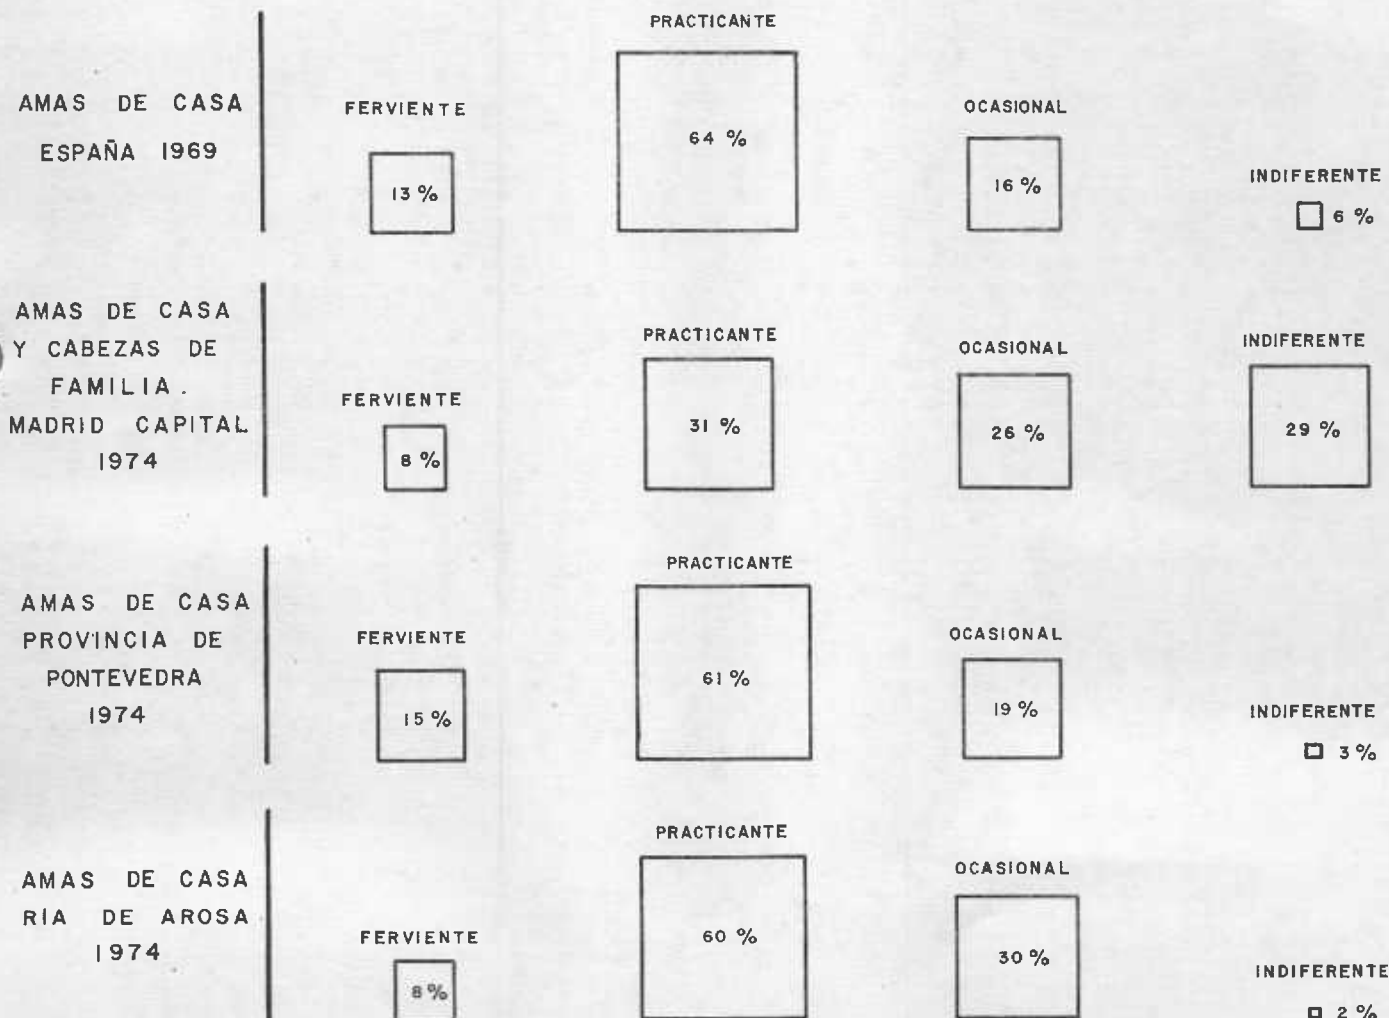 AMAS DE CASA
ESPAÑA 1969
FERVIENTE
13 %
PRACTICANTE
64 %
OCASIONAL
16 %
INDIFERENTE
6 %
AMAS DE CASA
Y CABEZAS DE
FAMILIA.
MADRID CAPITAL
1974
FERVIENTE
8 %
PRACTICANTE
31 %
OCASIONAL
26 %
INDIFERENTE
29 %
AMAS DE CASA
PROVINCIA DE
PONTEVEDRA
1974
FERVIENTE
15 %
PRACTICANTE
61 %
OCASIONAL
19 %
INDIFERENTE
3 %
AMAS DE CASA
RÍA DE AROSA
1974
FERVIENTE
8 %
PRACTICANTE
60 %
OCASIONAL
30 %
INDIFERENTE
2 %